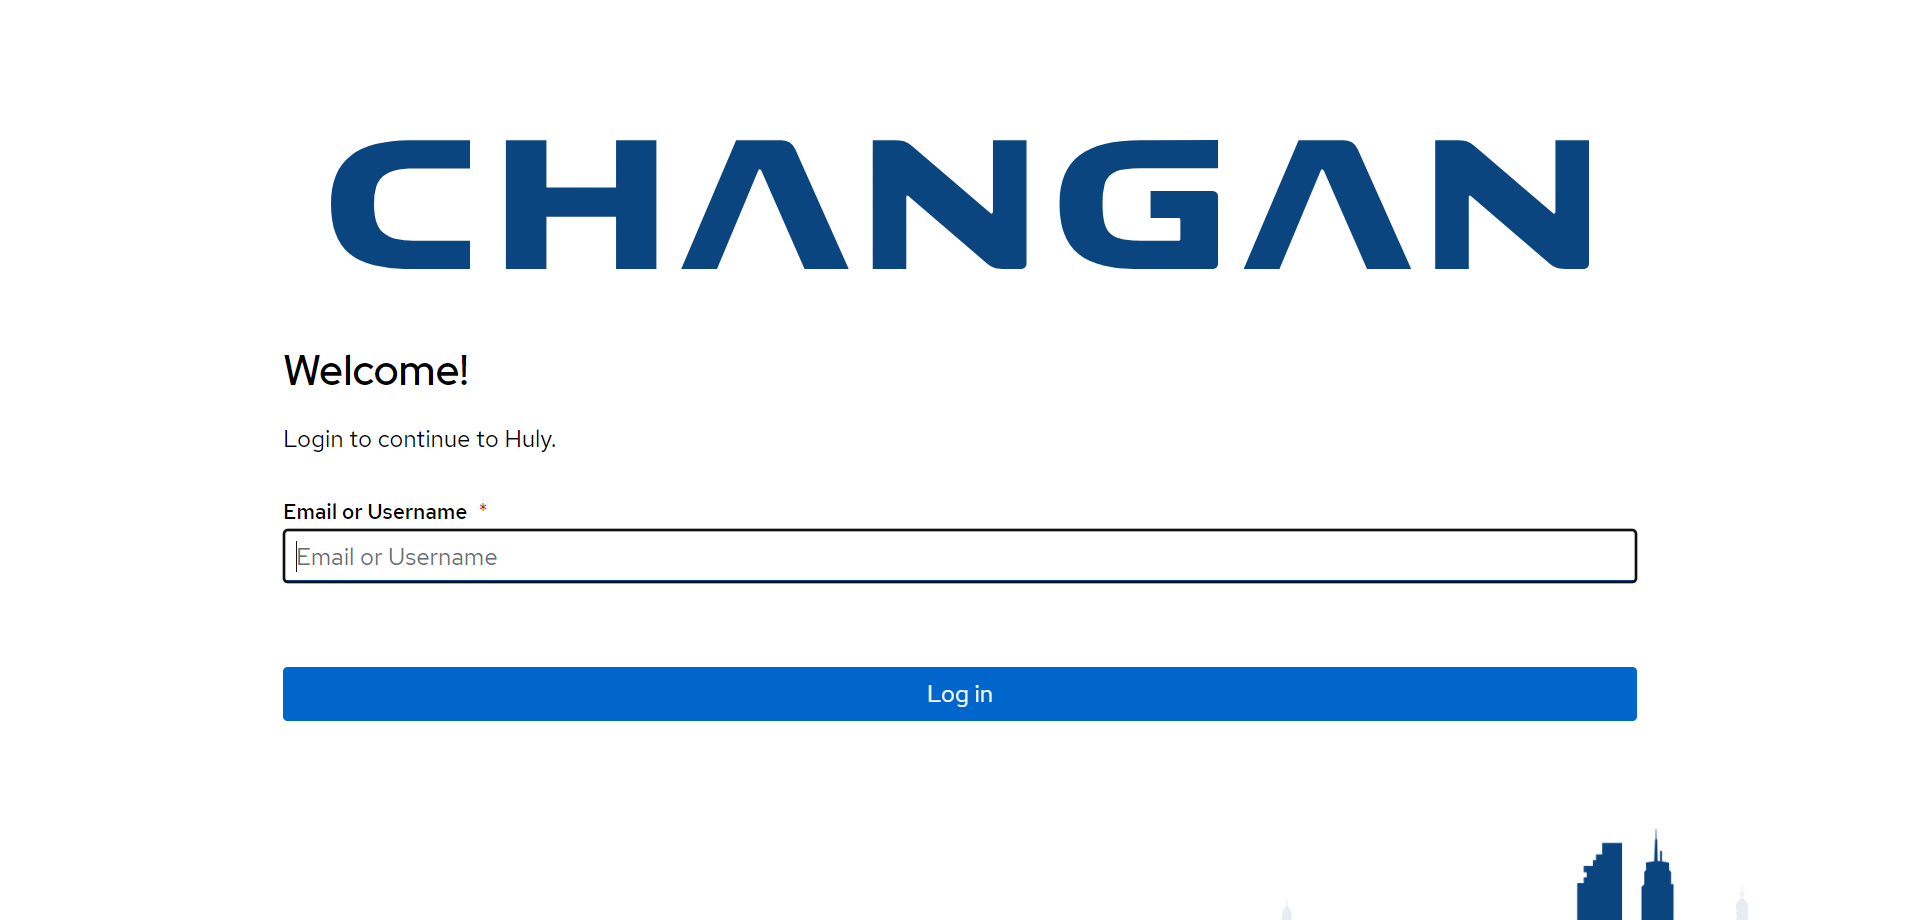 CHANGAN
Welcome!
Login to continue to Huly.
Email or Username *
Email or Username
Log in